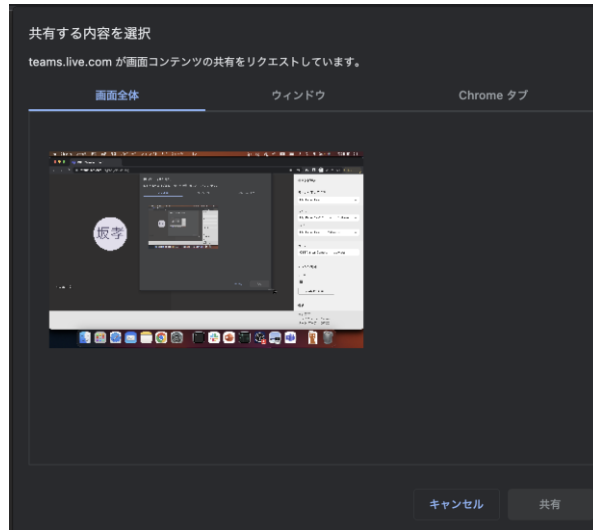 共有する内容を選択
teams.live.com が画面コンテンツの共有をリクエストしています。
画面全体
ウィンドウ
Chrome タブ
坂孝
キャンセル
共有